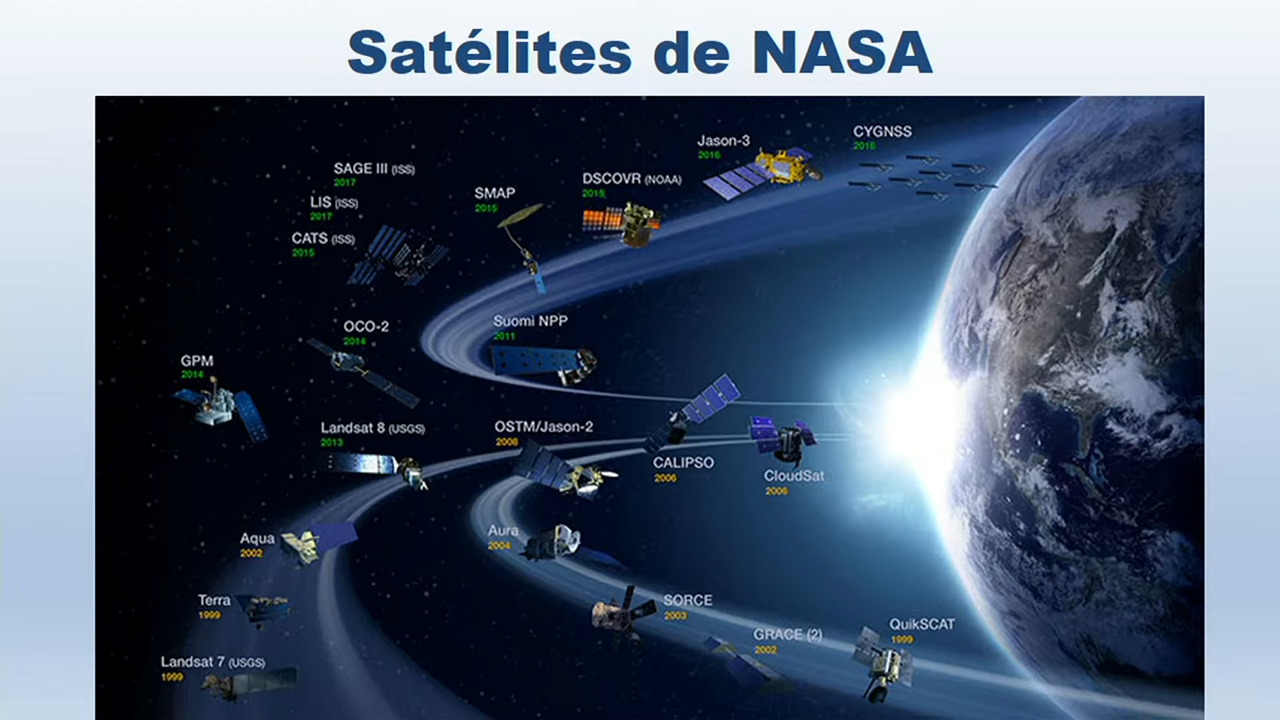 Satélites de NASA
CYGNSS
2016
Jason-3
2016
SAGE III (ISS)
2017
DSCOVR (NOAA)
2015
SMAP
2015
LIS (ISS)
2017
CATS (ISS)
2015
Suomi NPP
2011
OCO-2
2014
GPM
2014
Landsat 8 (USGS)
2013
OSTM/Jason-2
2008
CALIPSO
2006
CloudSat
2006
Aqua
2002
Aura
2004
Terra
1999
SORCE
2003
GRACE (2)
2002
QuikSCAT
1999
Landsat 7 (USGS)
1999